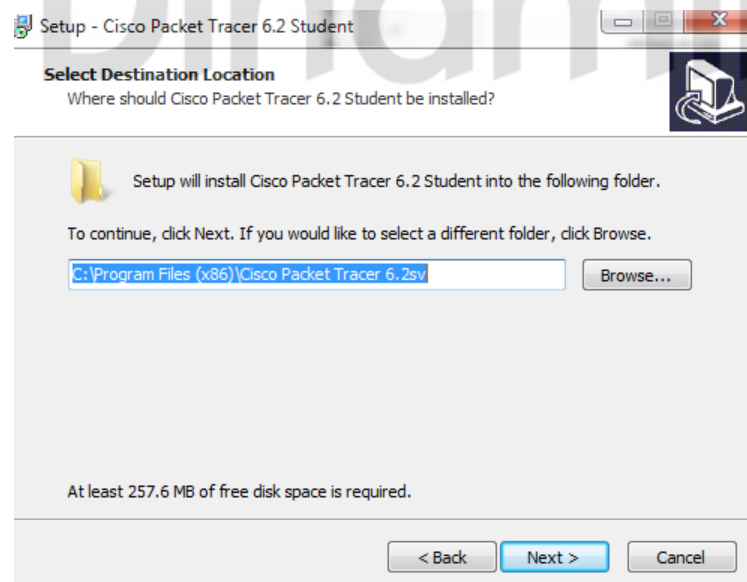 Setup - Cisco Packet Tracer 6.2 Student
Select Destination Location
Where should Cisco Packet Tracer 6.2 Student be installed?
Setup will install Cisco Packet Tracer 6.2 Student into the following folder.
To continue, click Next. If you would like to select a different folder, click Browse.
C:\Program Files (x86)\Cisco Packet Tracer 6.2sv
Browse...
At least 257.6 MB of free disk space is required.
< Back
Next >
Cancel